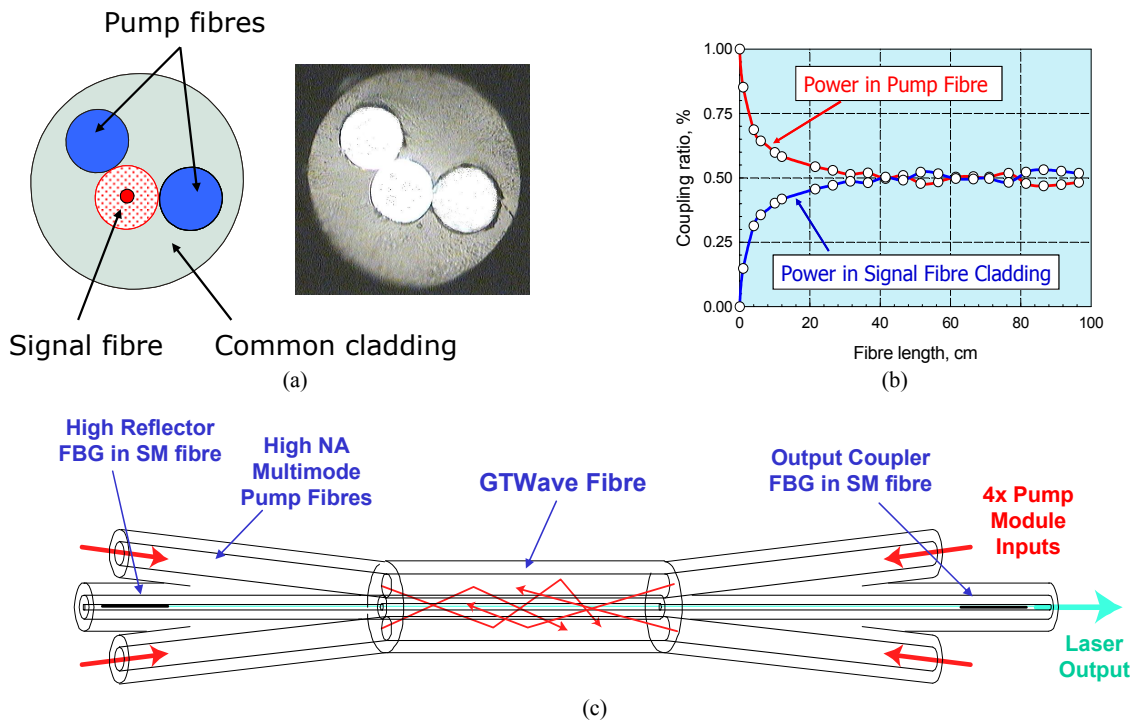 Pump fibres
Signal fibre
Common cladding
(a)
1.00
0.75
0.50
0.25
0.00
Coupling ratio, %
Power in Pump Fibre
Power in Signal Fibre Cladding
0
20
40
60
80
100
Fibre length, cm
(b)
High Reflector
FBG in SM fibre
High NA
Multimode
Pump Fibres
GTWave Fibre
Output Coupler
FBG in SM fibre
4x Pump
Module
Inputs
Laser
Output
(c)